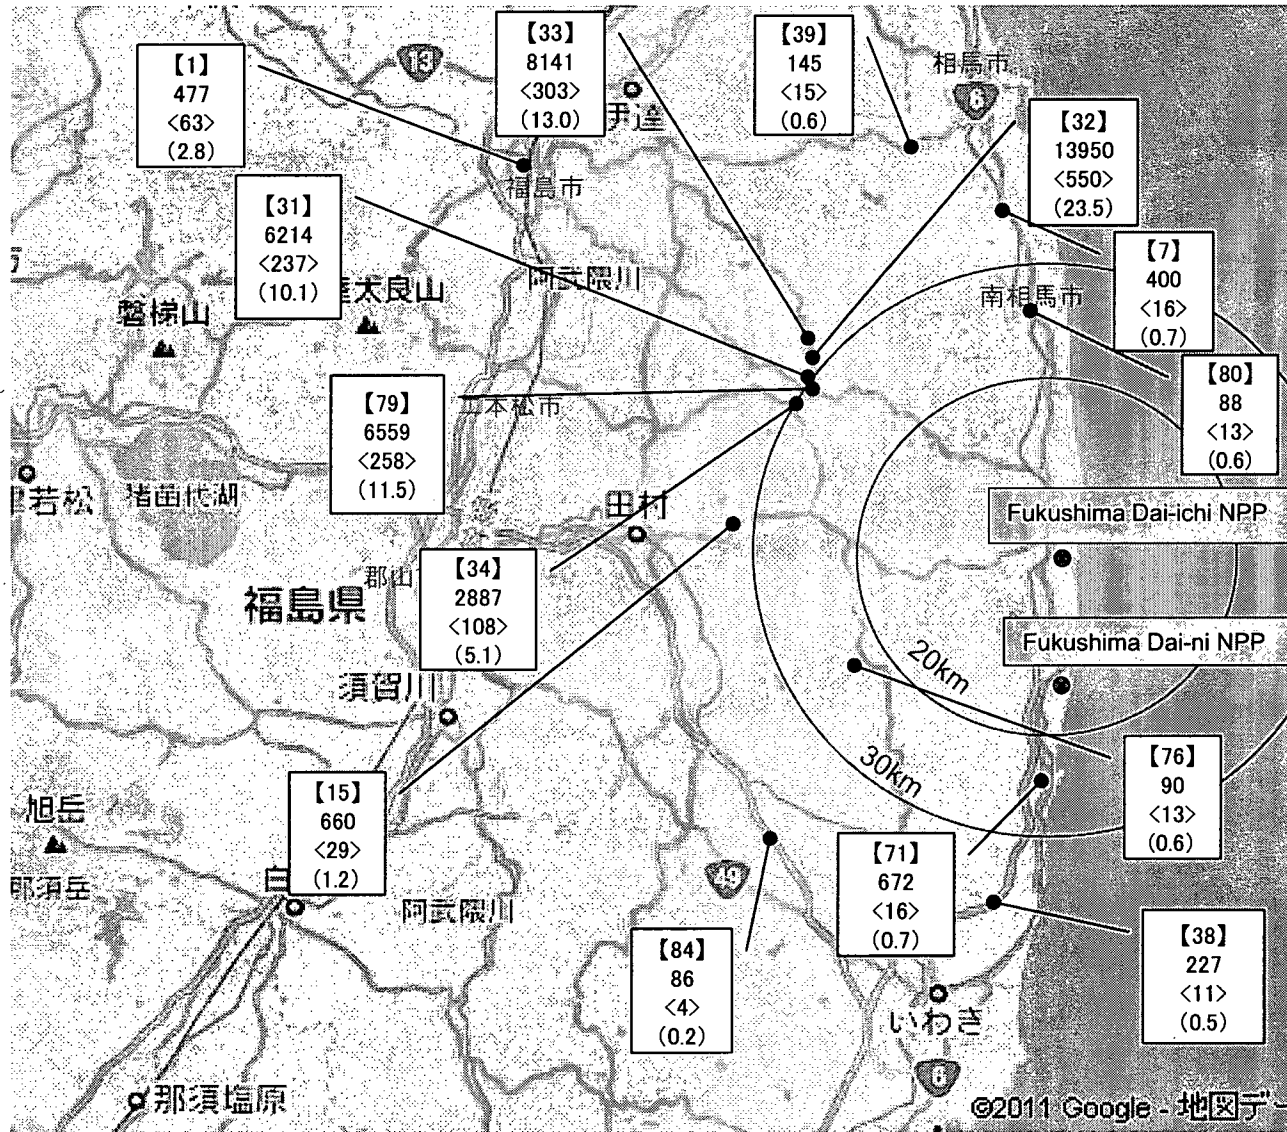 【1】
477
<63>
(2.8)
13
【33】
8141
<303>
(13.0)
伊達
【39】
145
<15>
(0.6)
相馬市
6
【32】
13950
<550>
(23.5)
福島市
【31】
6214
<237>
(10.1)
阿武隈川
太良山
磐梯山
【7】
400
<16>
(0.7)
南相馬市
【80】
88
<13>
(0.6)
【79】
6559
<258>
(11.5)
二本松市
若松
猪苗代湖
田村
Fukushima Dai-ichi NPP
郡山
福島県
【34】
2887
<108>
(5.1)
Fukushima Dai-ni NPP
20km
須賀川
30km
【76】
90
<13>
(0.6)
【15】
660
<29>
(1.2)
旭岳
那須岳
白
阿武隈川
49
【71】
672
<16>
(0.7)
【84】
86
<4>
(0.2)
【38】
227
<11>
(0.5)
いわき
6
那須塩原
©2011 Google - 地図デー